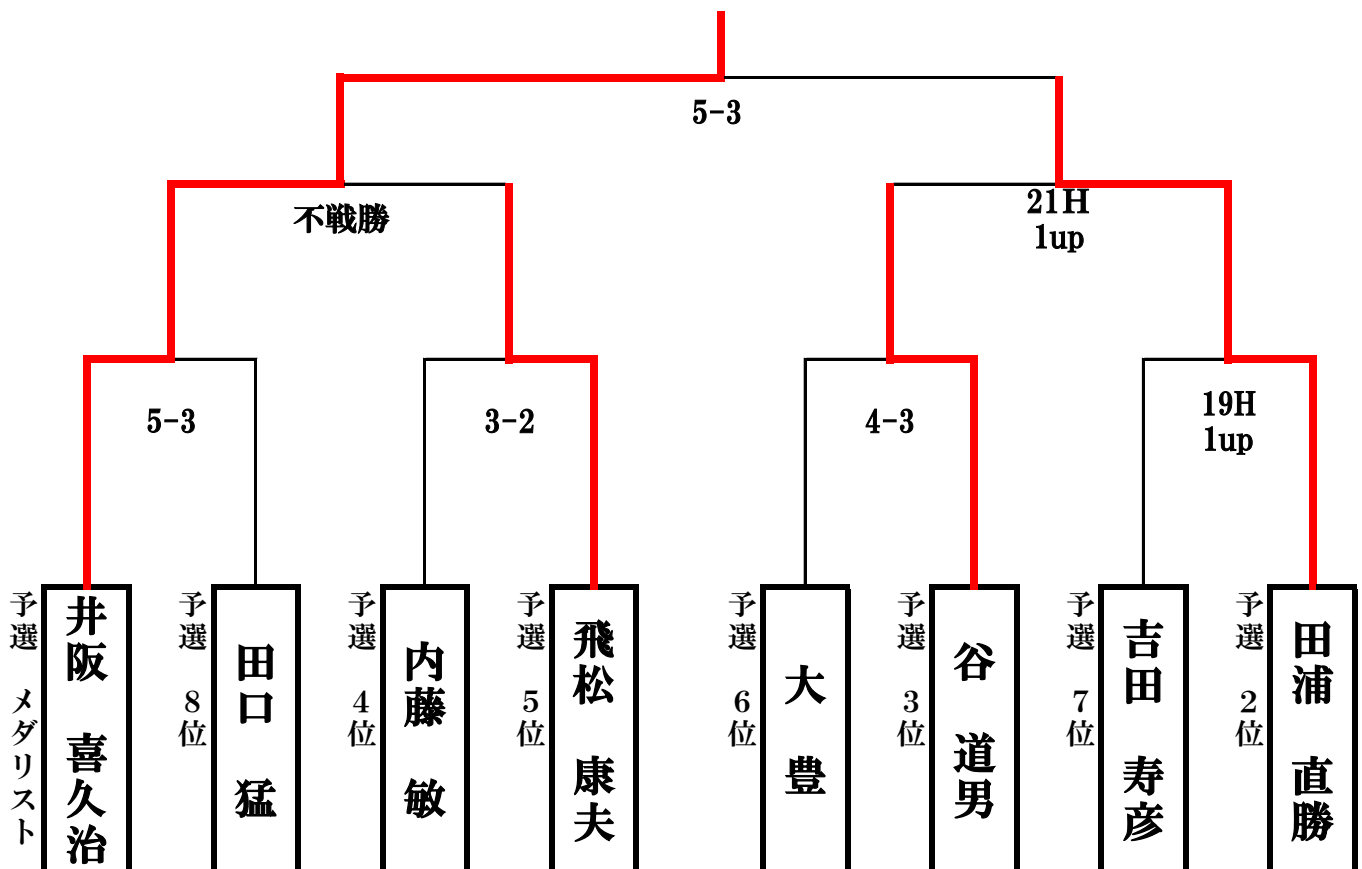 5-3
不戦勝
21H
1up
5-3
3-2
4-3
19H
1up
予選 メダリスト
井阪 喜久治
予選 8位
田口 猛
予選 4位
内藤 敏
予選 5位
飛松 康夫
予選 6位
大 豊
予選 3位
谷 道男
予選 7位
吉田 寿彦
予選 2位
田浦 直勝